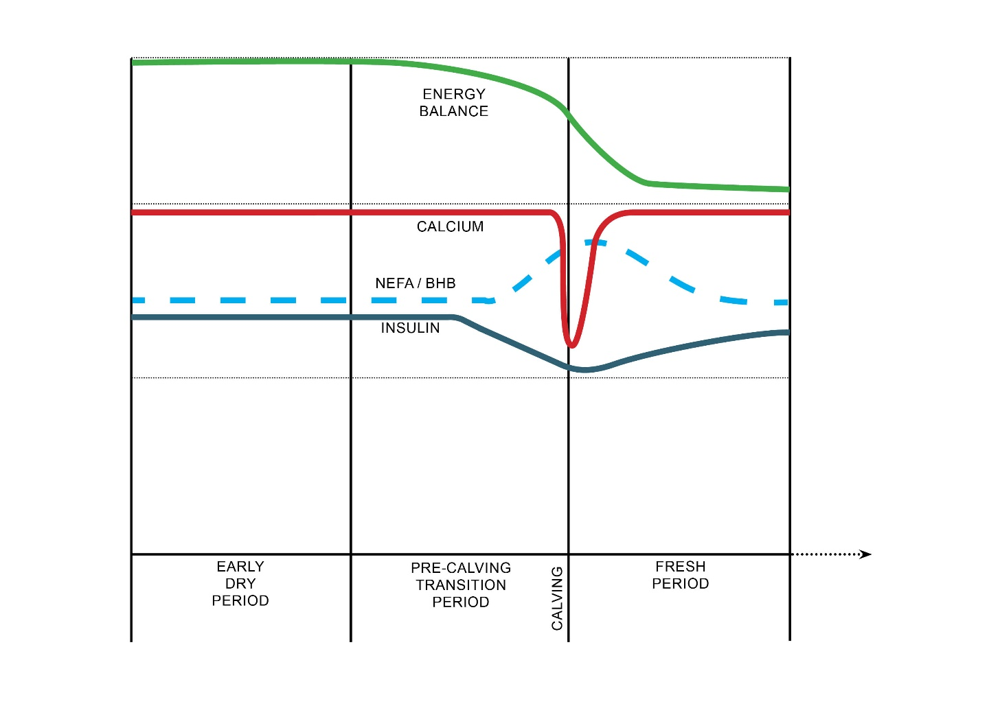 ENERGY
BALANCE
CALCIUM
NEFA / BHB
INSULIN
EARLY
DRY
PERIOD
PRE-CALVING
TRANSITION
PERIOD
CALVING
FRESH
PERIOD